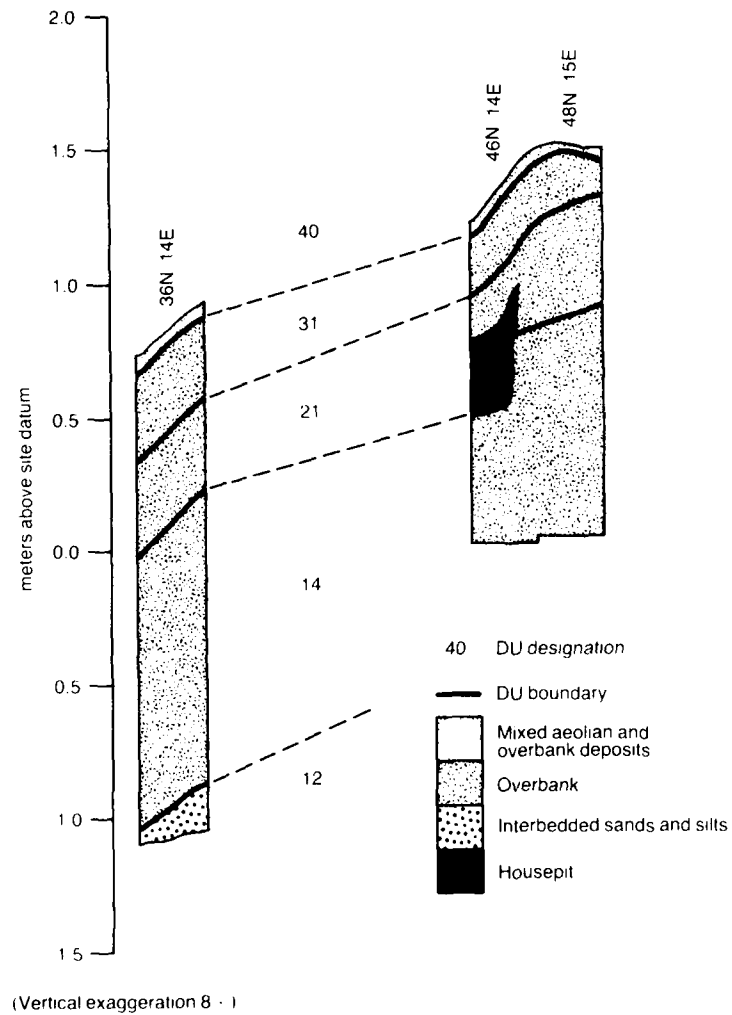 2.0
1.5
1.0
0.5
0.0
0.5
1 0
1 5
meters above site datum
36N 14E
46N 14E
48N 15E
40
31
21
14
12
40 DU designation
DU boundary
Mixed aeolian and
overbank deposits
Overbank
Interbedded sands and silts
Housepit
(Vertical exaggeration 8 · )